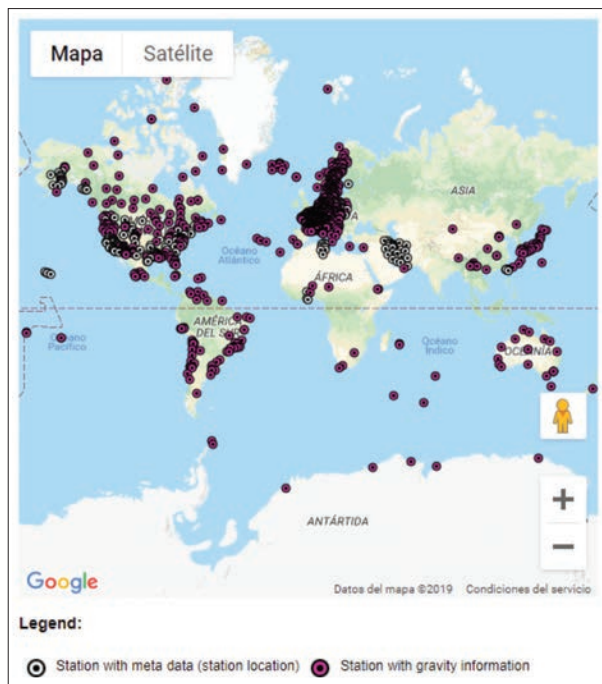 Mapa Satélite
ASIA
Océano
Atlántico
ÁFRICA
AMÉRICA
DEL SUR
Pacífico
Océano
Índico
OCEANÍA
ANTÁRTIDA
Google
Datos del mapa ©2019 Condiciones del servicio
Legend:
Station with meta data (station location) Station with gravity information